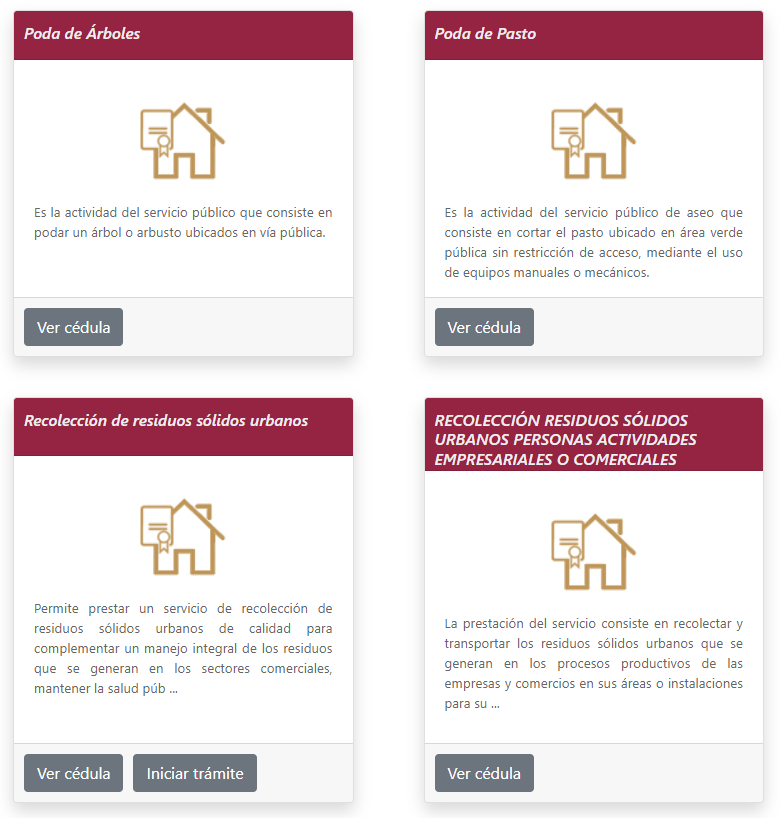 Poda de Árboles
Es la actividad del servicio público que consiste en
podar un árbol o arbusto ubicados en vía pública.
Ver cédula
Poda de Pasto
Es la actividad del servicio público de aseo que
consiste en cortar el pasto ubicado en área verde
pública sin restricción de acceso, mediante el uso
de equipos manuales o mecánicos.
Ver cédula
Recolección de residuos sólidos urbanos
Permite prestar un servicio de recolección de
residuos sólidos urbanos de calidad para
complementar un manejo integral de los residuos
que se generan en los sectores comerciales,
mantener la salud púb ...
Ver cédula
Iniciar trámite
RECOLECCIÓN RESIDUOS SÓLIDOS
URBANOS PERSONAS ACTIVIDADES
EMPRESARIALES O COMERCIALES
La prestación del servicio consiste en recolectar y
transportar los residuos sólidos urbanos que se
generan en los procesos productivos de las
empresas y comercios en sus áreas o instalaciones
para su ...
Ver cédula